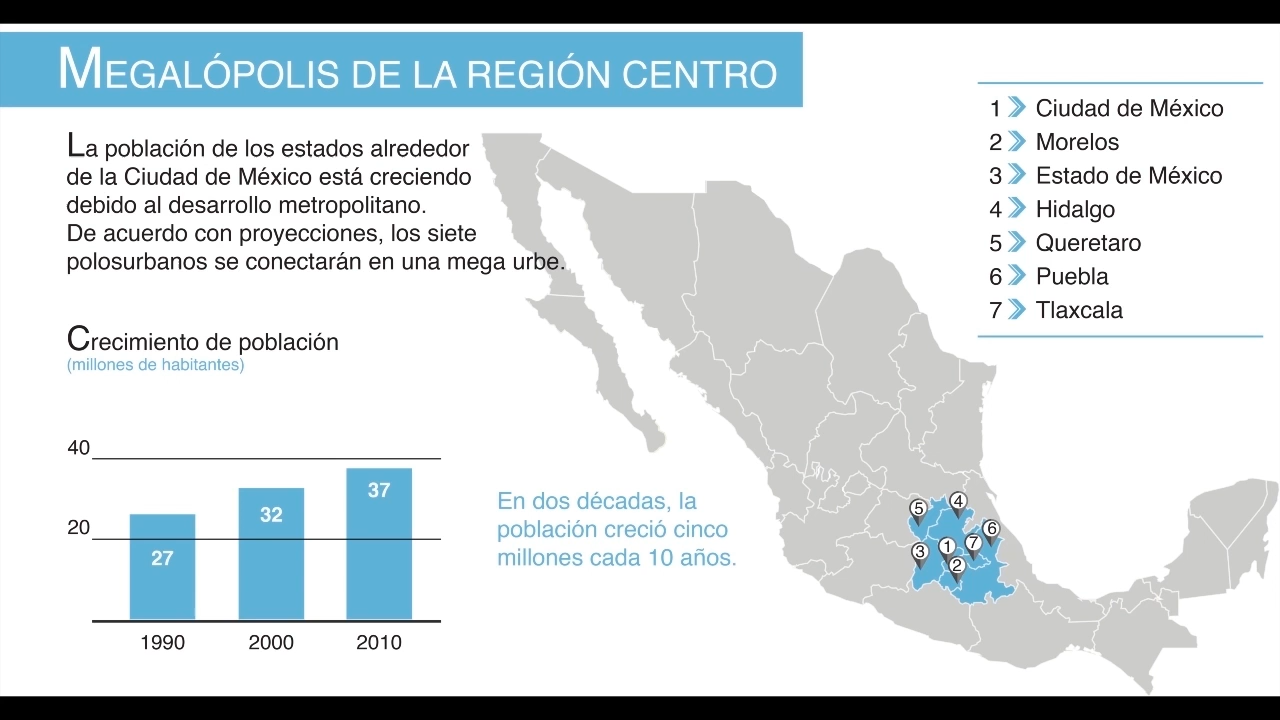 MEGALÓPOLIS DE LA REGIÓN CENTRO
La población de los estados alrededor
de la Ciudad de México está creciendo
debido al desarrollo metropolitano.
De acuerdo con proyecciones, los siete
polosurbanos se conectarán en una mega urbe.
1 Ciudad de México
2 Morelos
3 Estado de México
4 Hidalgo
5 Queretaro
6 Puebla
7 Tlaxcala
Crecimiento de población
(millones de habitantes)
40
20
27
32
37
1990 2000 2010
En dos décadas, la
población creció cinco
millones cada 10 años.
5
4
6
7
1
3
2